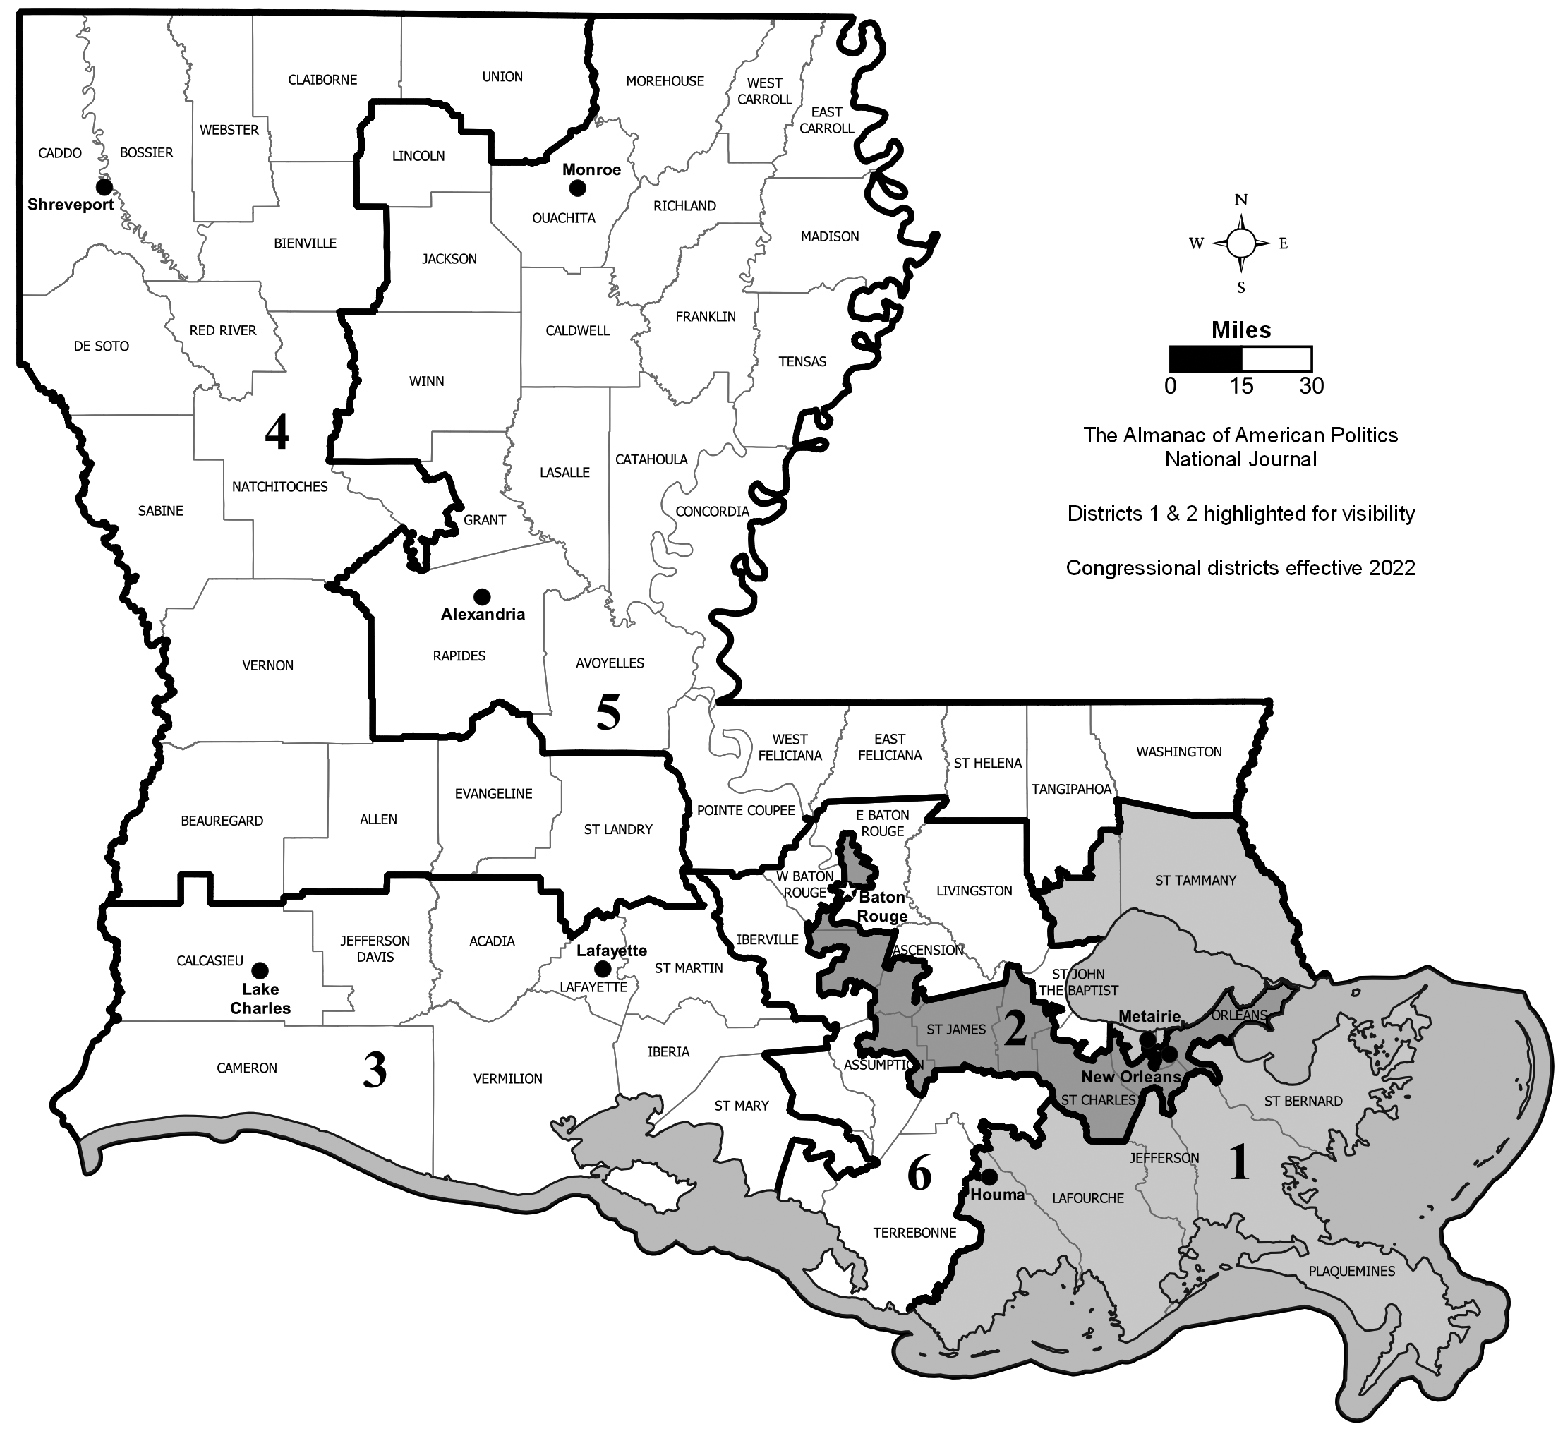 CLAIBORNE
UNION
MOREHOUSE
WEST
CARROLL
EAST
CARROLL
WEBSTER
CADDO
BOSSIER
LINCOLN
Monroe
Shreveport
OUACHITA
RICHLAND
N
W
E
S
MADISON
BIENVILLE
JACKSON
RED RIVER
CALDWELL
FRANKLIN
DE SOTO
TENSAS
WINN
Miles
0
15
30
4
The Almanac of American Politics
National Journal
LASALLE
CATAHOULA
NATCHITOCHES
SABINE
GRANT
CONCORDIA
Districts 1 & 2 highlighted for visibility
Congressional districts effective 2022
Alexandria
RAPIDES
AVOYELLES
VERNON
5
WEST
FELICIANA
EAST
FELICIANA
ST HELENA
WASHINGTON
TANGIPAHOA
EVANGELINE
POINTE COUPEE
E BATON
ROUGE
BEAUREGARD
ALLEN
ST LANDRY
W BATON
ROUGE
Baton
Rouge
LIVINGSTON
ST TAMMANY
JEFFERSON
DAVIS
ACADIA
Lafayette
IBERVILLE
ASCENSION
CALCASIEU
Lake
Charles
LAFAYETTE
ST MARTIN
ST JOHN
THE BAPTIST
Metairie
ORLEANS
ST JAMES
2
CAMERON
3
VERMILION
IBERIA
ASSUMPTION
New Orleans
ST CHARLES
ST BERNARD
ST MARY
6
JEFFERSON
1
Houma
LAFOURCHE
TERREBONNE
PLAQUEMINES